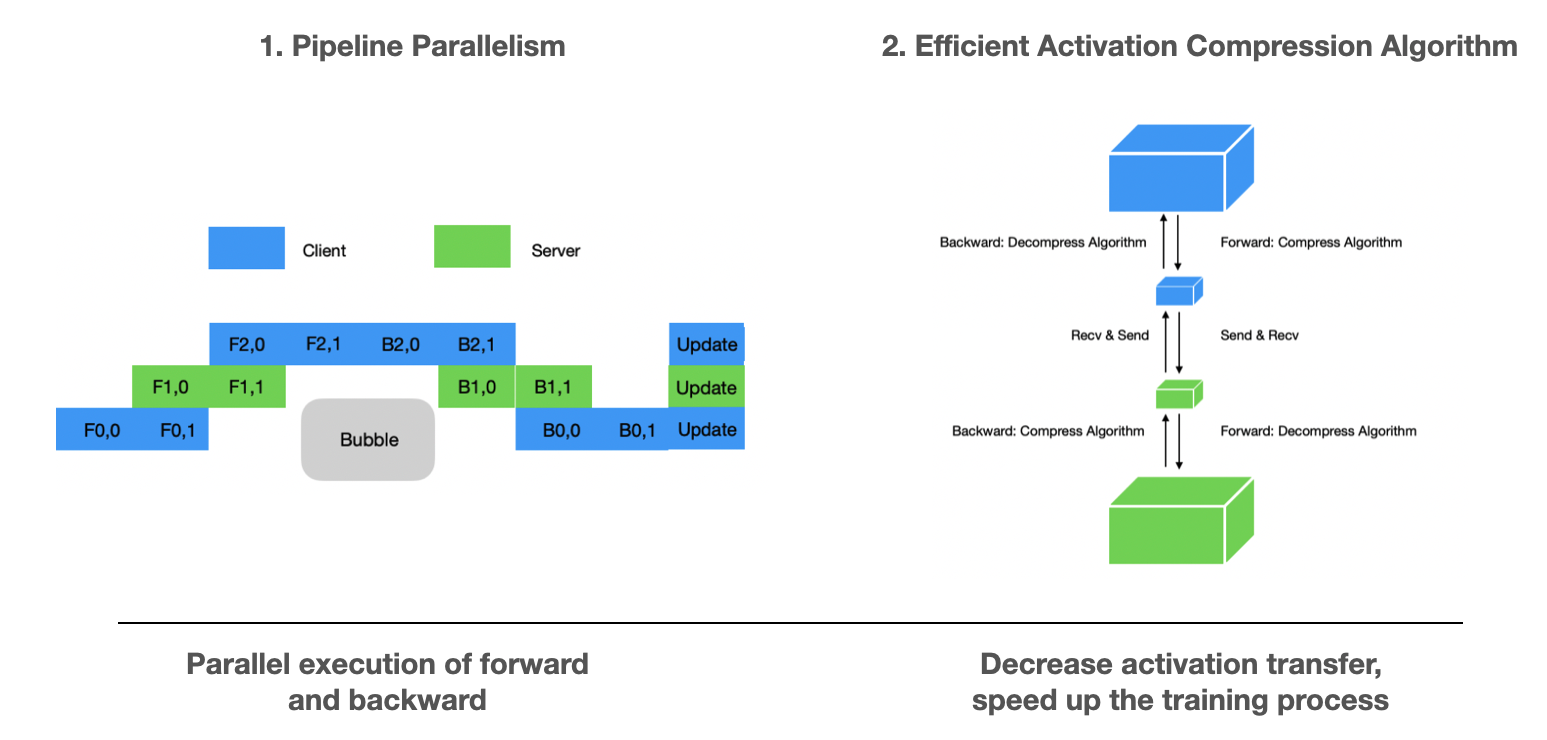 1. Pipeline Parallelism
Client
Server
F2,0 F2,1 B2,0 B2,1 Update
F1,0 F1,1 B1,0 B1,1 Update
F0,0 F0,1 B0,0 B0,1 Update
Bubble
Parallel execution of forward
and backward
2. Efficient Activation Compression Algorithm
Backward: Decompress Algorithm
Forward: Compress Algorithm
Recv & Send
Send & Recv
Backward: Compress Algorithm
Forward: Decompress Algorithm
Decrease activation transfer,
speed up the training process